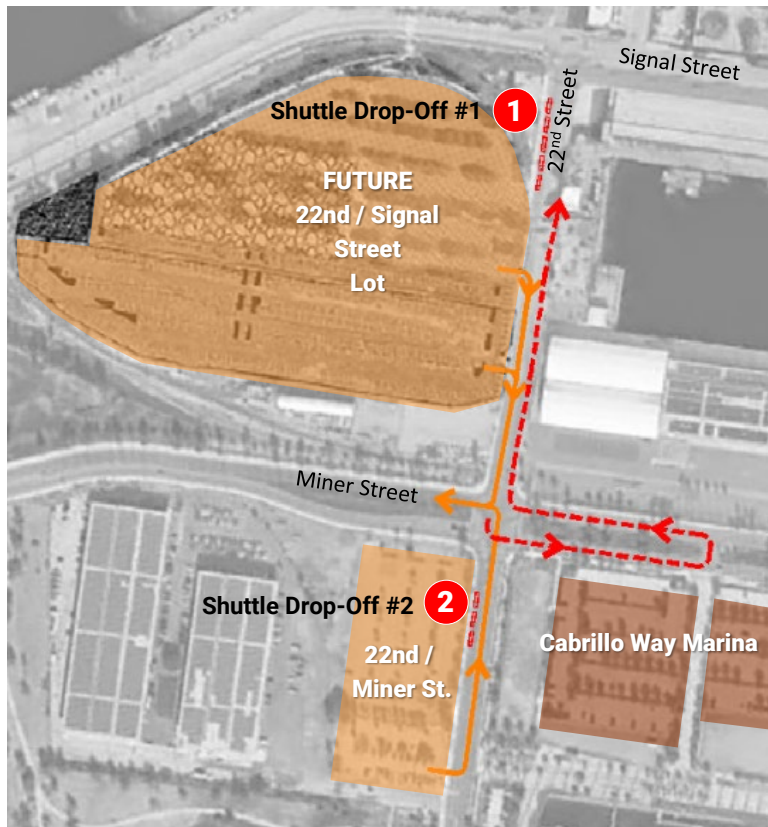 Signal Street
Shuttle Drop-Off #1
1
22nd Street
FUTURE
22nd / Signal
Street
Lot
Miner Street
Shuttle Drop-Off #2
2
22nd /
Miner St.
Cabrillo Way Marina